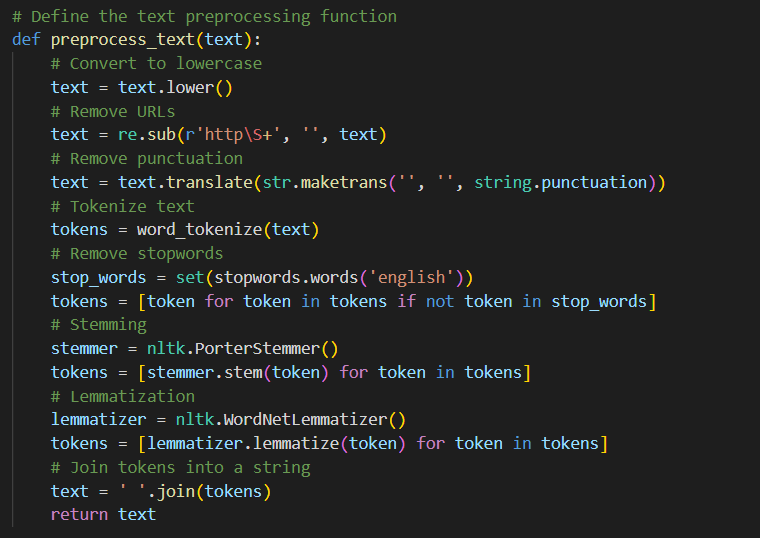 # Define the text preprocessing function
def preprocess_text(text):
    # Convert to lowercase
    text = text.lower()
    # Remove URLs
    text = re.sub(r'http\S+', '', text)
    # Remove punctuation
    text = text.translate(str.maketrans('', '', string.punctuation))
    # Tokenize text
    tokens = word_tokenize(text)
    # Remove stopwords
    stop_words = set(stopwords.words('english'))
    tokens = [token for token in tokens if not token in stop_words]
    # Stemming
    stemmer = nltk.PorterStemmer()
    tokens = [stemmer.stem(token) for token in tokens]
    # Lemmatization
    lemmatizer = nltk.WordNetLemmatizer()
    tokens = [lemmatizer.lemmatize(token) for token in tokens]
    # Join tokens into a string
    text = ' '.join(tokens)
    return text